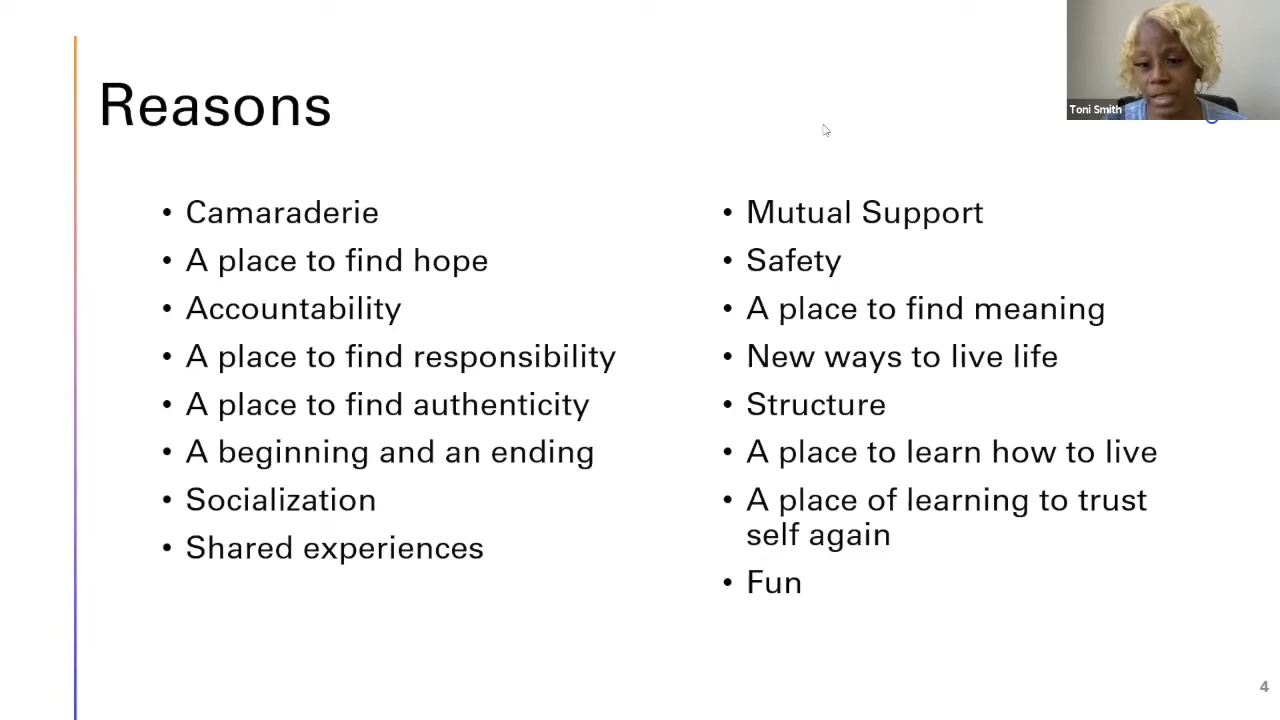 Reasons
Toni Smith
• Camaraderie
• A place to find hope
• Accountability
• A place to find responsibility
• A place to find authenticity
• A beginning and an ending
• Socialization
• Shared experiences
• Mutual Support
• Safety
• A place to find meaning
• New ways to live life
• Structure
• A place to learn how to live
• A place of learning to trust
self again
• Fun
4